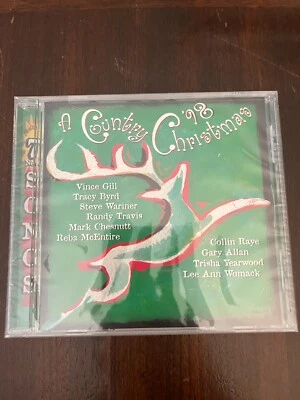 A Country Christmas '98
Vince Gill
Tracy Byrd
Steve Wariner
Randy Travis
Mark Chesnutt
Reba McEntire
Collin Raye
Gary Allan
Trisha Yearwood
Lee Ann Womack